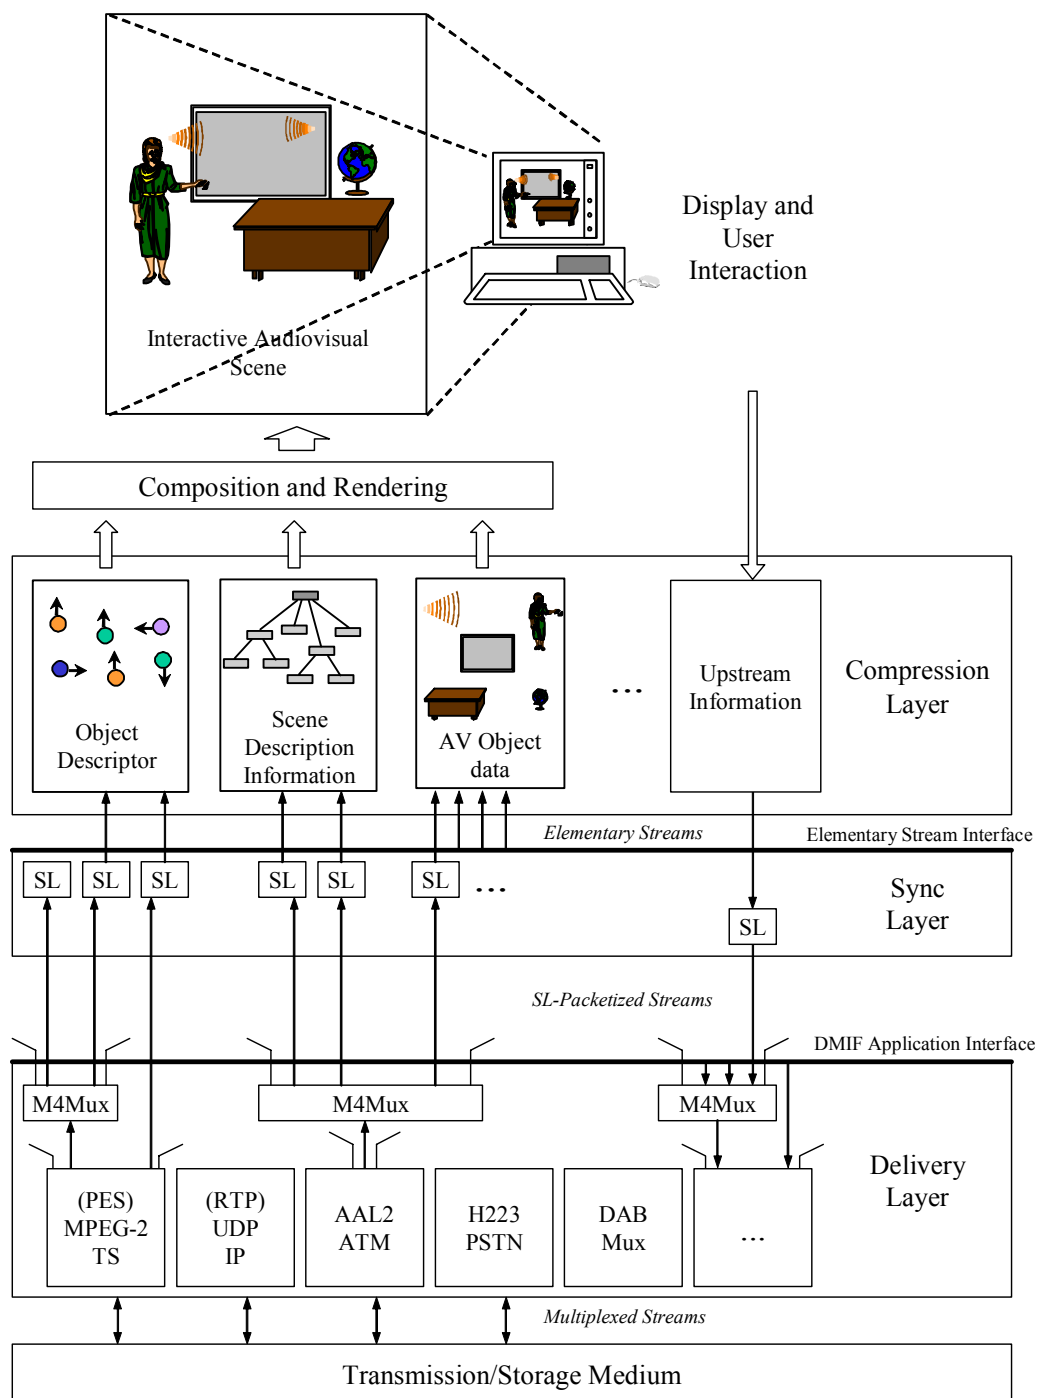 Display and
User
Interaction
Interactive Audiovisual
Scene
Composition and Rendering
Object
Descriptor
Scene
Description
Information
AV Object
data
...
Upstream
Information
Compression
Layer
Elementary Streams
Elementary Stream Interface
SL
SL
SL
SL
SL
SL
...
SL
Sync
Layer
SL-Packetized Streams
DMIF Application Interface
M4Mux
M4Mux
M4Mux
(PES)
MPEG-2
TS
(RTP)
UDP
IP
AAL2
ATM
H223
PSTN
DAB
Mux
...
Delivery
Layer
Multiplexed Streams
Transmission/Storage Medium